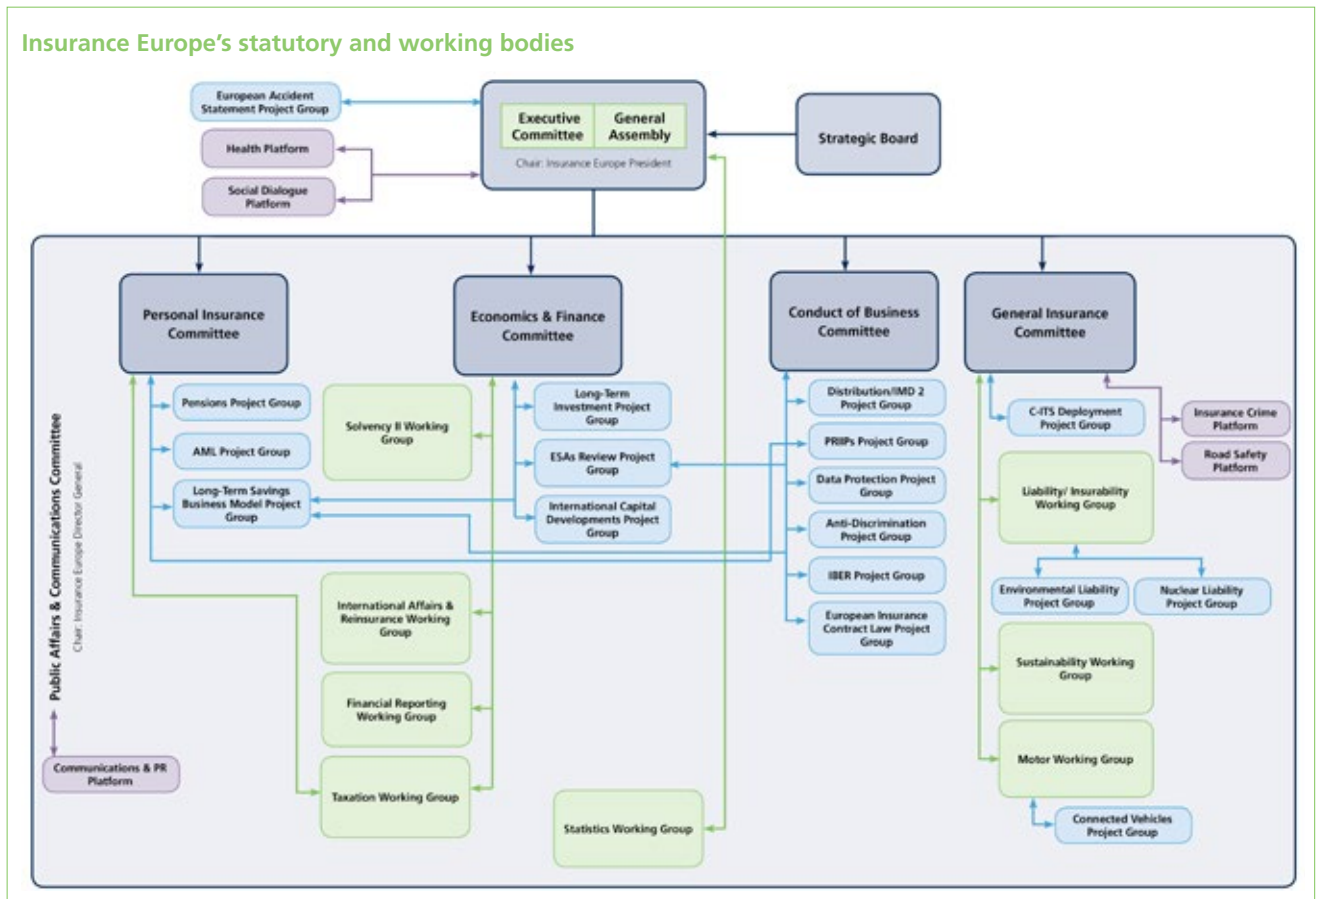 Insurance Europe's statutory and working bodies
European Accident
Statement Project Group
Health Platform
Social Dialogue
Platform
Executive
Committee
General
Assembly
Chair: Insurance Europe President
Strategic Board
Personal Insurance
Committee
Economics & Finance
Committee
Conduct of Business
Committee
General Insurance
Committee
Pensions Project Group
AML Project Group
Long-Term Savings
Business Model Project
Group
Solvency II Working
Group
Long-Term
Investment Project
Group
ESAs Review Project
Group
International Capital
Developments Project
Group
Distribution/IMD 2
Project Group
PRIIPs Project Group
Data Protection Project
Group
Anti-Discrimination
Project Group
IBER Project Group
European Insurance
Contract Law Project
Group
C-ITS Deployment
Project Group
Insurance Crime
Platform
Road Safety
Platform
Liability/ Insurability
Working Group
Environmental Liability
Project Group
Nuclear Liability
Project Group
Sustainability Working
Group
Motor Working Group
Connected Vehicles
Project Group
International Affairs &
Reinsurance Working
Group
Financial Reporting
Working Group
Taxation Working Group
Statistics Working Group
Public Affairs & Communications Committee
Chair: Insurance Europe Director General
Communications & PR
Platform